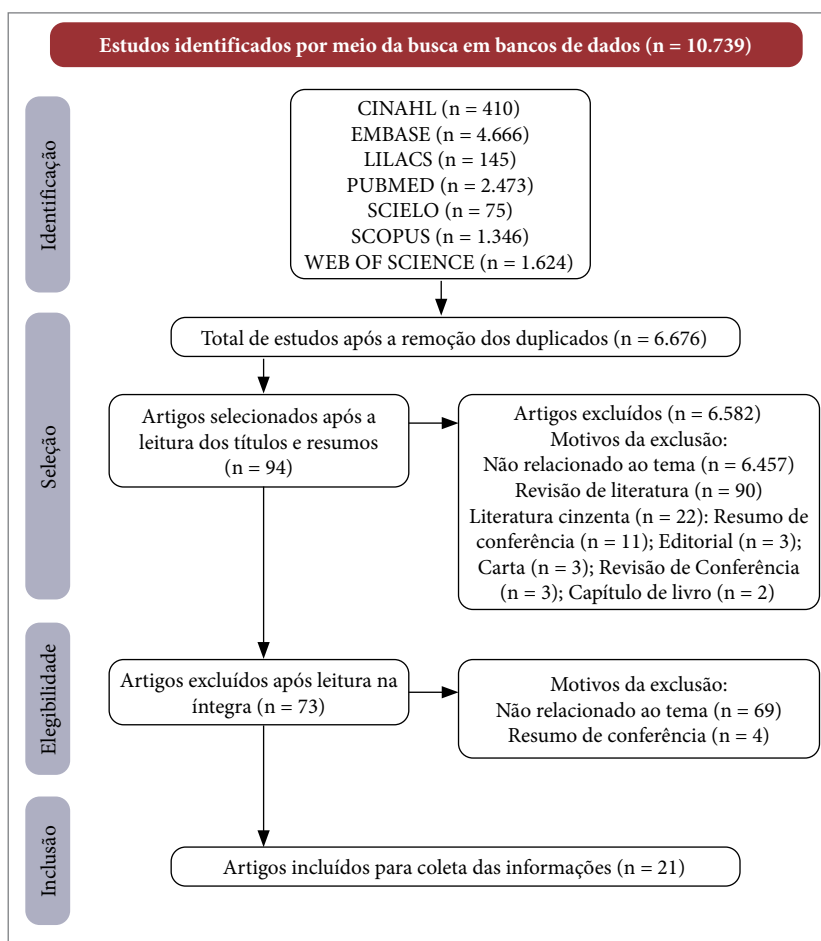 Estudos identificados por meio da busca em bancos de dados (n = 10.739)
Identificação
CINAHL (n = 410)
EMBASE (n = 4.666)
LILACS (n = 145)
PUBMED (n = 2.473)
SCIELO (n = 75)
SCOPUS (n = 1.346)
WEB OF SCIENCE (n = 1.624)
Seleção
Total de estudos após a remoção dos duplicados (n = 6.676)
Artigos selecionados após a
leitura dos títulos e resumos
(n = 94)
Artigos excluídos (n = 6.582)
Motivos da exclusão:
Não relacionado ao tema (n = 6.457)
Revisão de literatura (n = 90)
Literatura cinzenta (n = 22): Resumo de
conferência (n = 11); Editorial (n = 3);
Carta (n = 3); Revisão de Conferência
(n = 3); Capítulo de livro (n = 2)
Elegibilidade
Artigos excluídos após leitura na
íntegra (n = 73)
Motivos da exclusão:
Não relacionado ao tema (n = 69)
Resumo de conferência (n = 4)
Inclusão
Artigos incluídos para coleta das informações (n = 21)